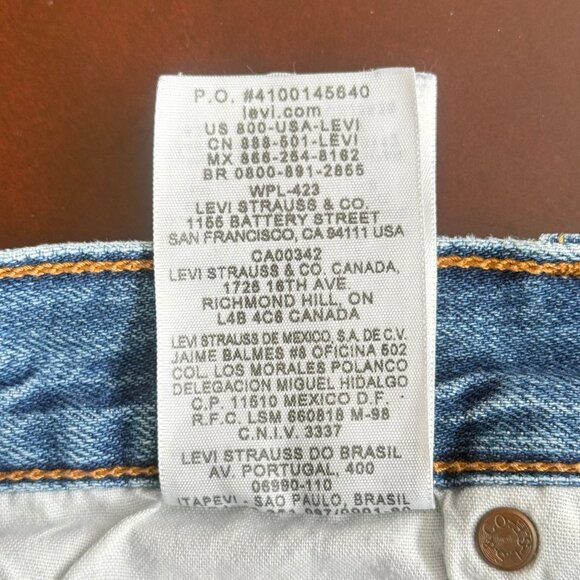 P.O. #4100145640
levi.com
US 800-USA-LEVI
CN 888-501-LEVI
MX 866-254-8162
BR 0800-891-2855
WPL-423
LEVI STRAUSS & CO.
1155 BATTERY STREET
SAN FRANCISCO, CA 94111 USA
CA00342
LEVI STRAUSS & CO. CANADA,
1725 16TH AVE,
RICHMOND HILL, ON
L4B 4C6 CANADA
LEVI STRAUSS DE MEXICO, S.A. DE C.V.
JAIME BALMES #8 OFICINA 502
COL. LOS MORALES POLANCO
DELEGACION MIGUEL HIDALGO
C.P. 11510 MEXICO D.F.
R.F.C. LSM 660818 M-98
C.N.I.V. 3337
LEVI STRAUSS DO BRASIL
AV. PORTUGAL, 400
06690-110
ITAPEVI - SAO PAULO, BRASIL